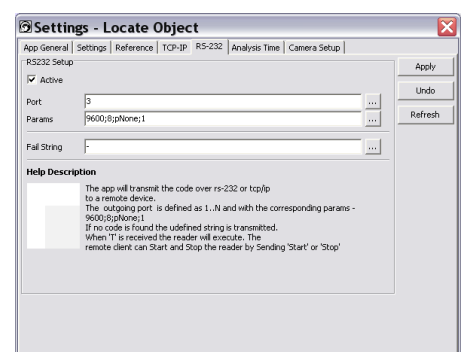 Settings - Locate Object
App General Settings Reference TCP-IP RS-232 Analysis Time Camera Setup
RS232 Setup
Apply
Active
Undo
Port 3 ...
Params 9600;8;pNone;1 ...
Refresh
Fail String - ...
Help Description
The app will transmit the code over rs-232 or tcp/ip
to a remote device.
The outgoing port is defined as 1..N and with the corresponding params -
9600;8;pNone;1
If no code is found the udefined string is transmitted.
When 'T' is received the reader will execute. The
remote client can Start and Stop the reader by Sending 'Start' or 'Stop'